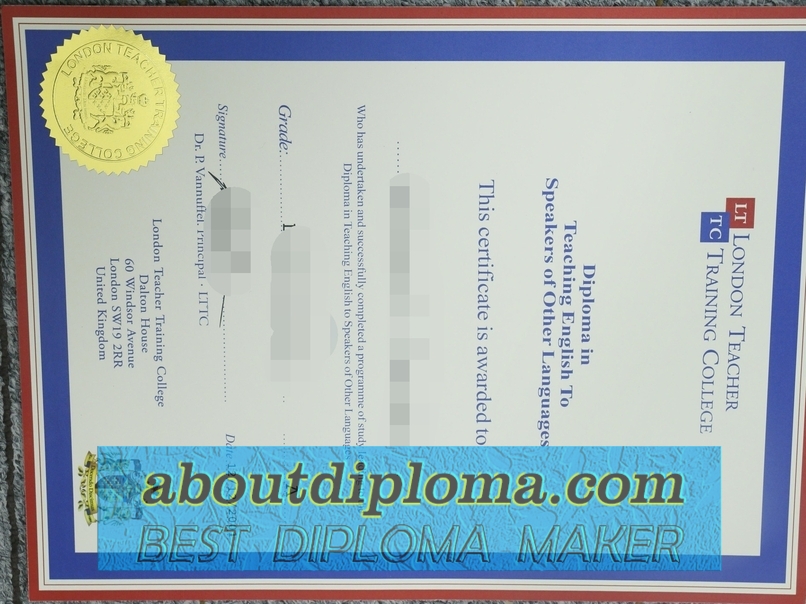 LT
TC
LONDON TEACHER
TRAINING COLLEGE
Diploma in
Teaching English To
Speakers of Other Languages
This certificate is awarded to
Who has undertaken and successfully completed a programme of study
Diploma in Teaching English to Speakers of Other Languages
Grade:
Signature
Dr. P. Vannuffel, Principal · LTTC
London Teacher Training College
Dalton House
60 Windsor Avenue
London SW19 2RR
United Kingdom
LONDON TEACHER TRAINING COLLEGE
aboutdiploma.com
BEST DIPLOMA MAKER